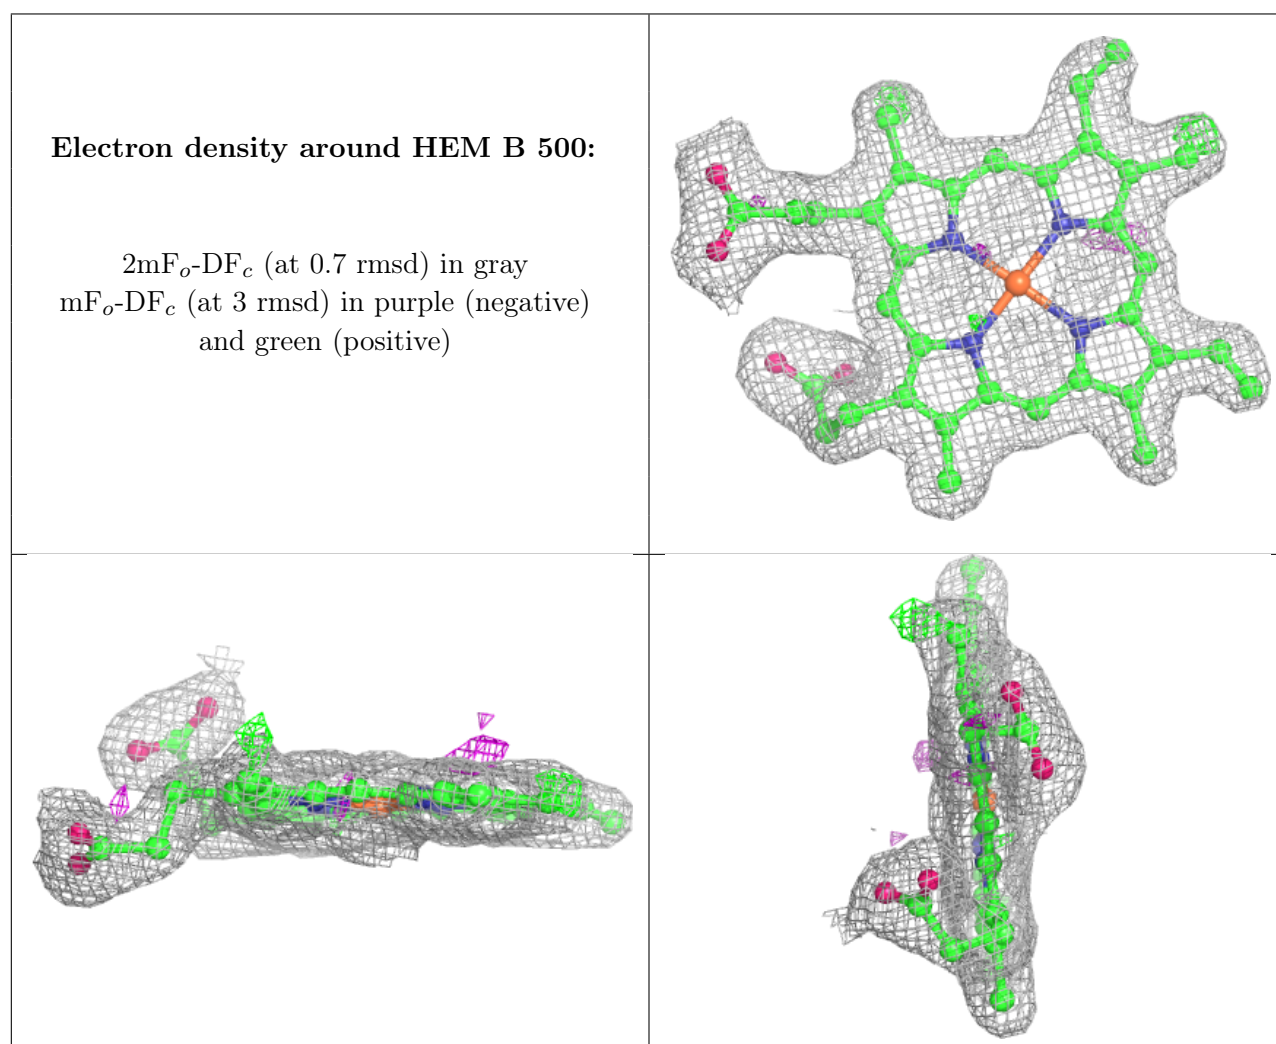 Electron density around HEM B 500:
2mFₒ-DF𝒸 (at 0.7 rmsd) in gray
mFₒ-DF𝒸 (at 3 rmsd) in purple (negative)
and green (positive)